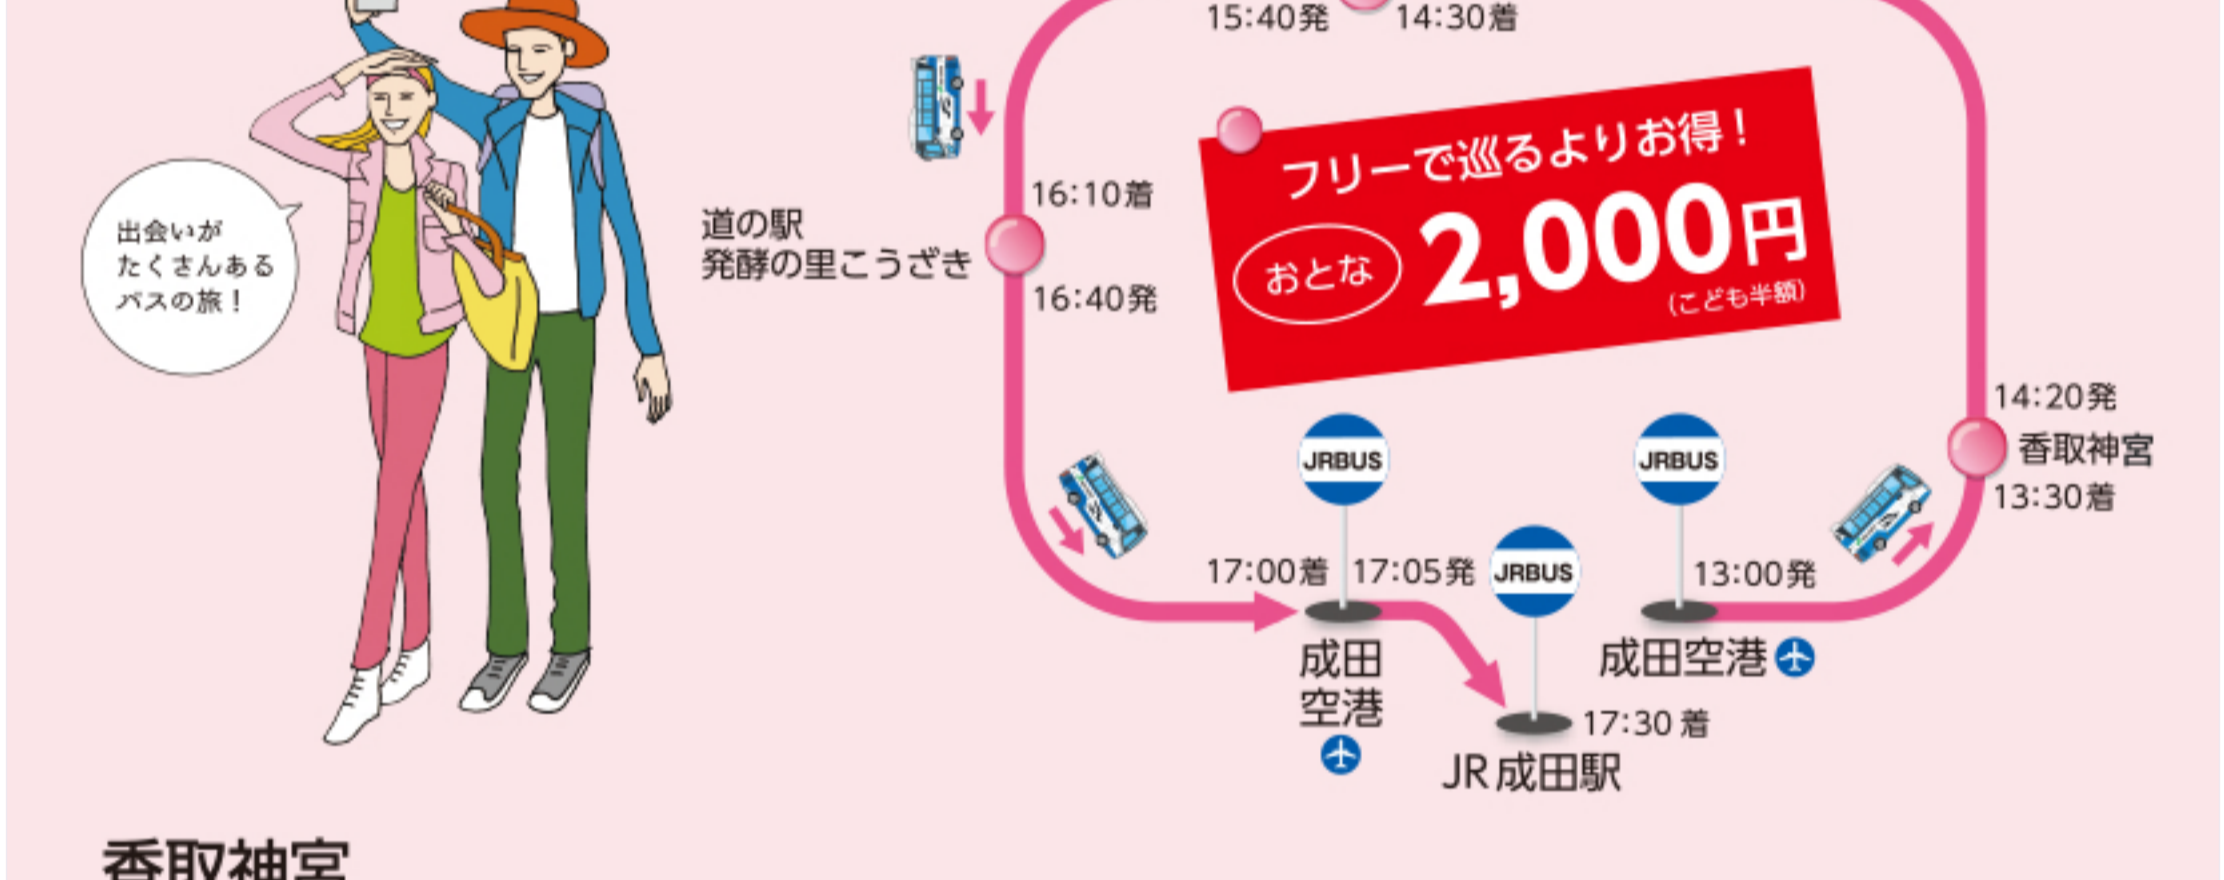 15:40発
14:30着
フリーで巡るよりお得！
おとな
2,000円
(こども半額)
16:10着
道の駅
発酵の里こうざき
16:40発
出会いが
たくさんある
バスの旅！
14:20発
香取神宮
13:30着
JRBUS
JRBUS
JRBUS
17:00着
17:05発
13:00発
成田
空港
成田空港
17:30着
JR成田駅
香取神宮